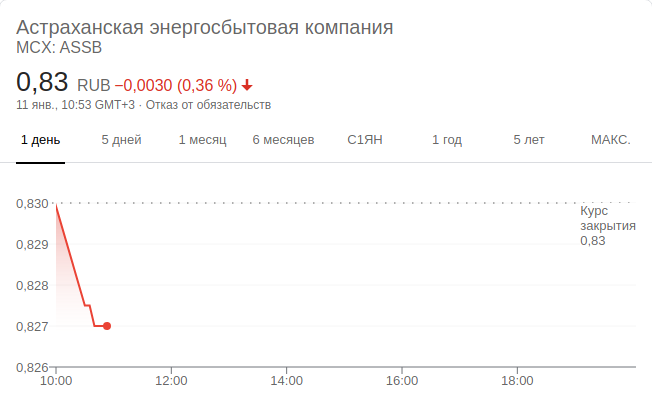 Астраханская энергосбытовая компания
MCX: ASSB
0,83 RUB −0,0030 (0,36 %)
11 янв., 10:53 GMT+3 · Отказ от обязательств
1 день 5 дней 1 месяц 6 месяцев С1ЯН 1 год 5 лет МАКС.
0,830
Курс
закрытия
0,83
0,829
0,828
0,827
0,826
10:00 12:00 14:00 16:00 18:00